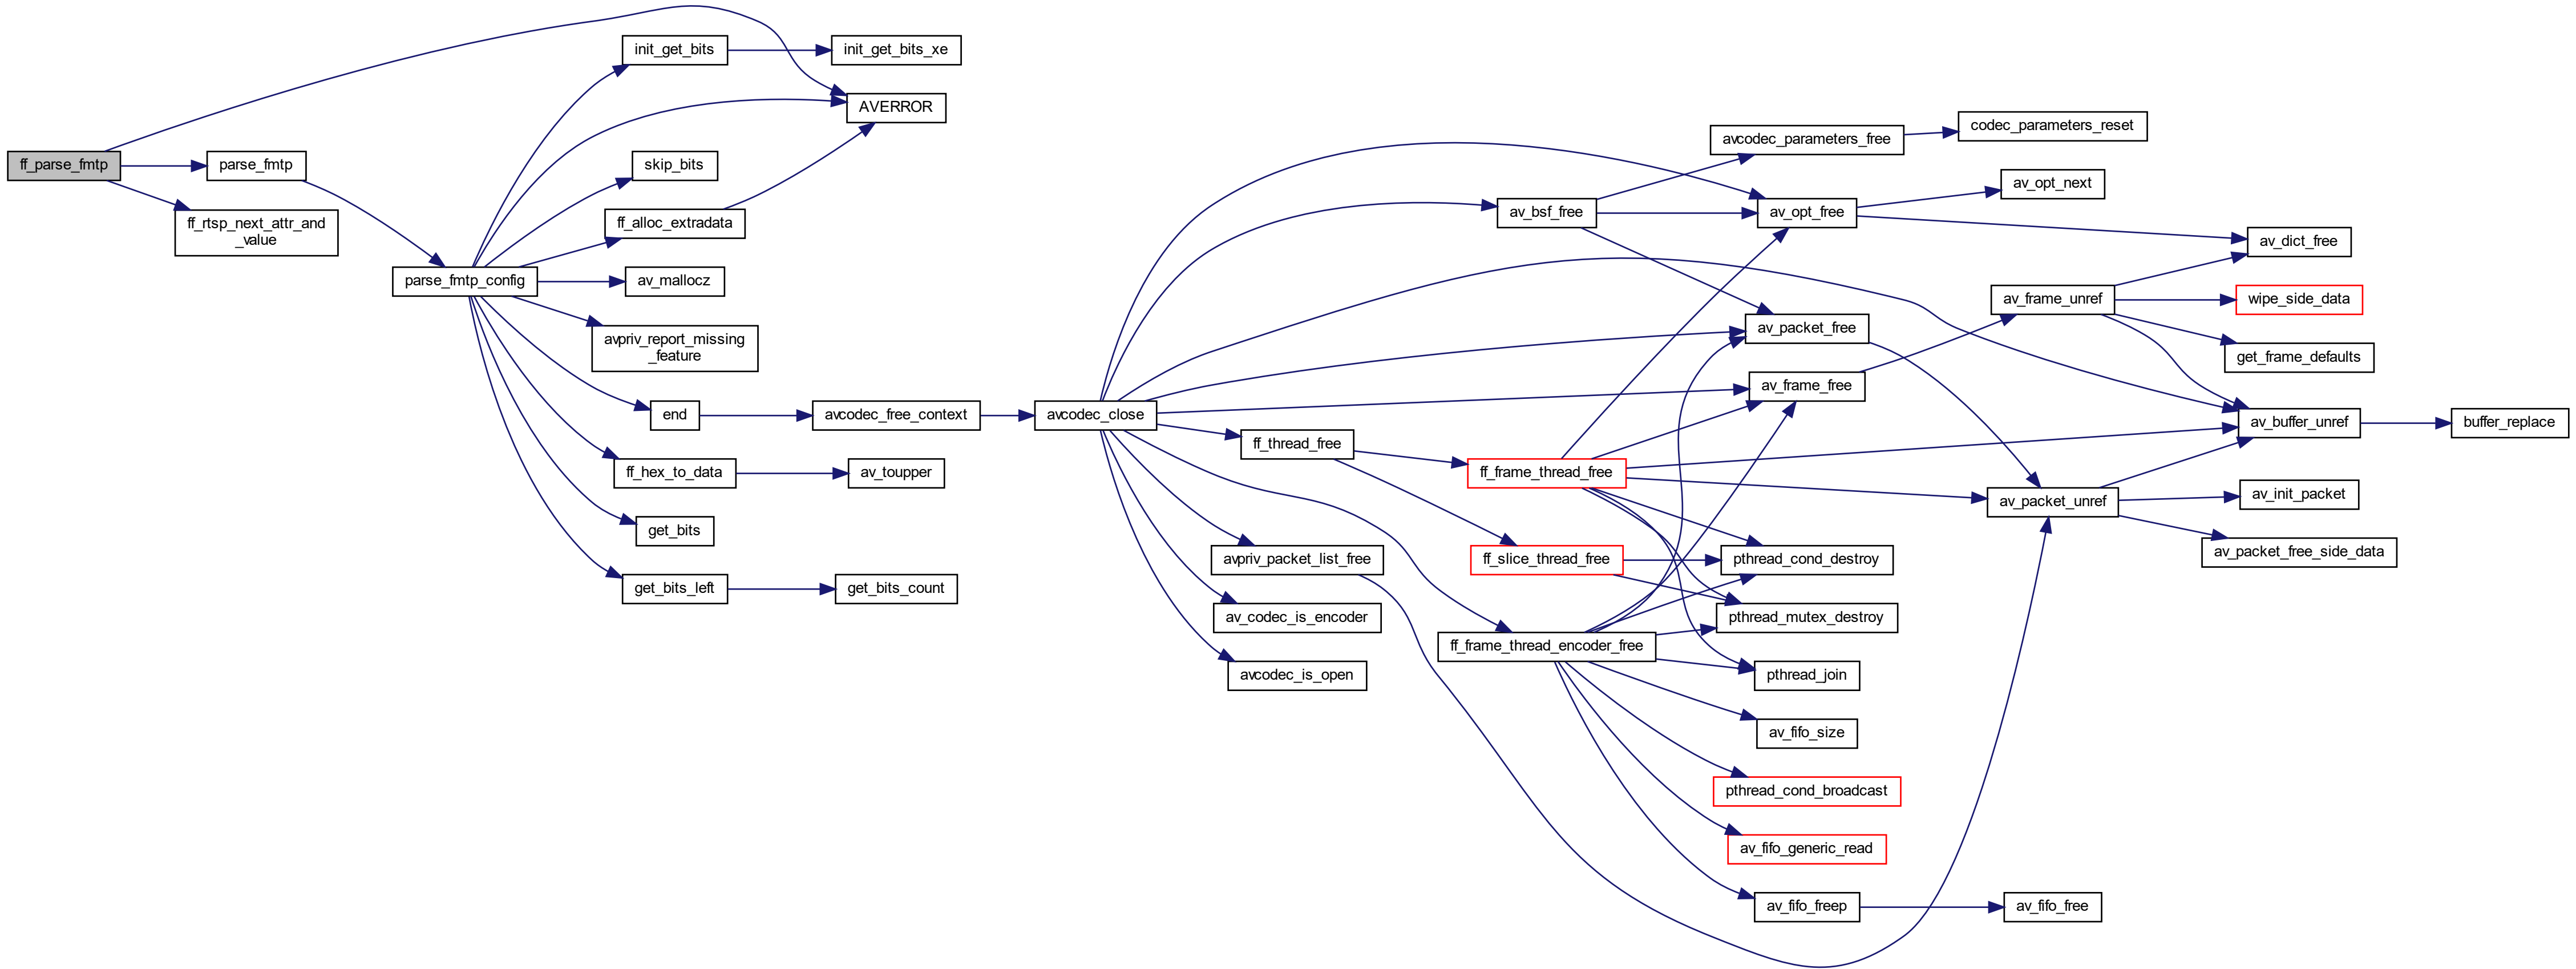 ff_parse_fmtp
parse_fmtp
ff_rtsp_next_attr_and
_value
parse_fmtp_config
init_get_bits
init_get_bits_xe
AVERROR
skip_bits
ff_alloc_extradata
av_mallocz
avpriv_report_missing
_feature
end
avcodec_free_context
ff_hex_to_data
av_toupper
get_bits
get_bits_left
get_bits_count
avcodec_close
ff_thread_free
avpriv_packet_list_free
av_codec_is_encoder
avcodec_is_open
av_bsf_free
ff_frame_thread_free
ff_slice_thread_free
ff_frame_thread_encoder_free
avcodec_parameters_free
codec_parameters_reset
av_opt_free
av_opt_next
av_dict_free
av_packet_free
av_frame_free
av_frame_unref
wipe_side_data
get_frame_defaults
av_buffer_unref
buffer_replace
av_packet_unref
av_init_packet
av_packet_free_side_data
pthread_cond_destroy
pthread_mutex_destroy
pthread_join
av_fifo_size
pthread_cond_broadcast
av_fifo_generic_read
av_fifo_freep
av_fifo_free